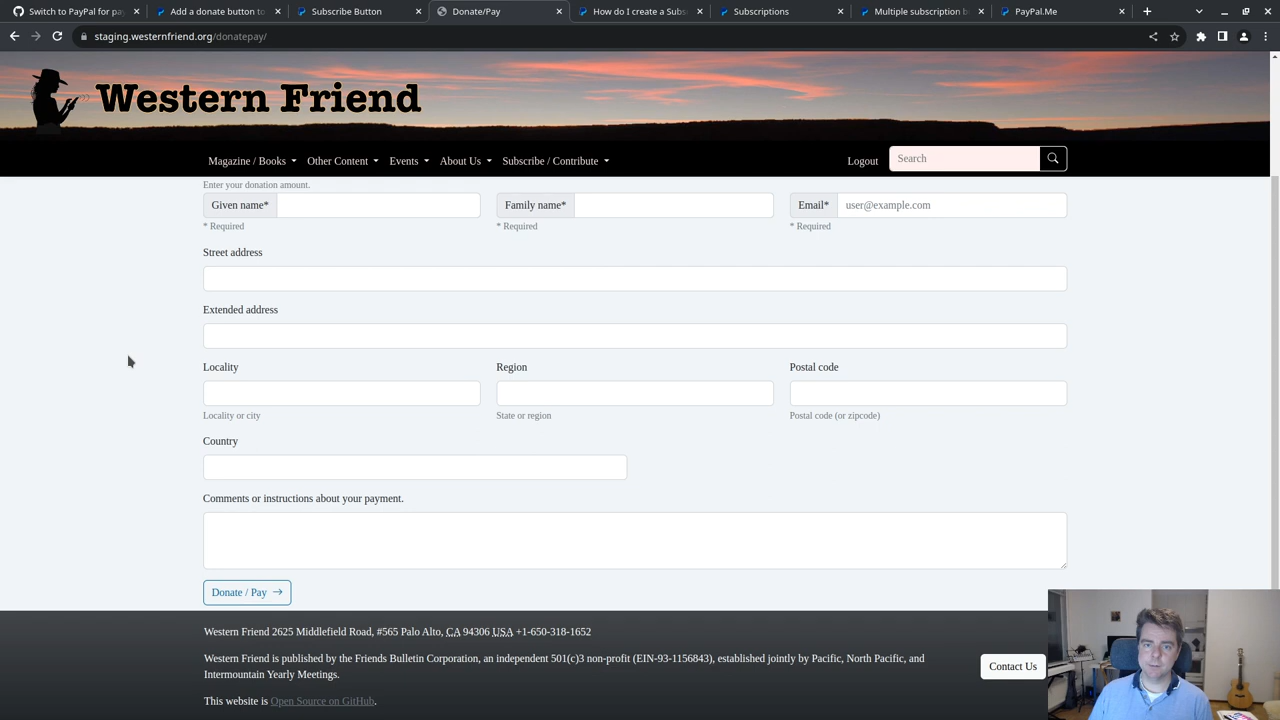 Switch to PayPal for pa
Add a donation button to
Subscribe Button
Donate/Pay
How do I create a Subsc
Subscriptions
Multiple subscription b
PayPal.Me
staging.westernfriend.org/donatepay/
Western Friend
Magazine / Books
Other Content
Events
About Us
Subscribe / Contribute
Logout
Search
Enter your donation amount.
Given name*
Family name*
Email*
user@example.com
* Required
* Required
* Required
Street address
Extended address
Locality
Region
Postal code
Locality or city
State or region
Postal code (or zipcode)
Country
Comments or instructions about your payment.
Donate / Pay
Western Friend 2625 Middlefield Road, #565 Palo Alto, CA 94306 USA +1-650-318-1652
Western Friend is published by the Friends Bulletin Corporation, an independent 501(c)3 non-profit (EIN-93-1156843), established jointly by Pacific, North Pacific, and
Intermountain Yearly Meetings.
Contact Us
This website is Open Source on GitHub.